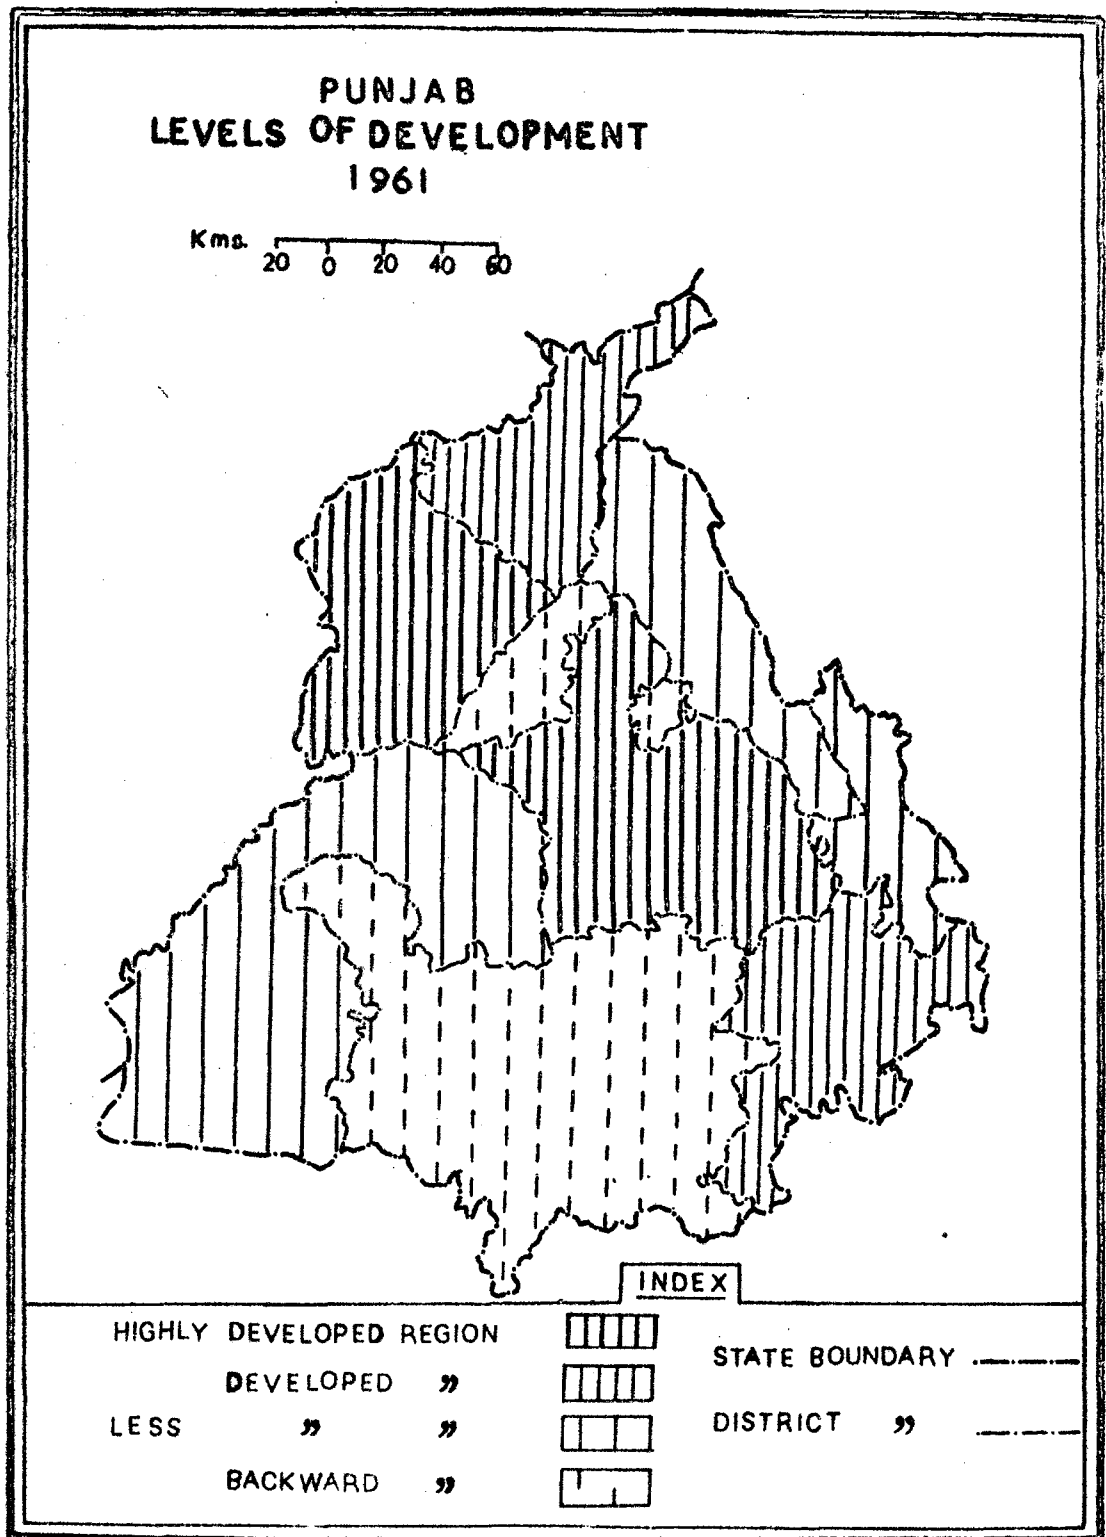 PUNJAB
LEVELS OF DEVELOPMENT
1961
Kms.
20 0 20 40 60
INDEX
HIGHLY DEVELOPED REGION
DEVELOPED ”
LESS ” ”
BACKWARD ”
STATE BOUNDARY
DISTRICT ”